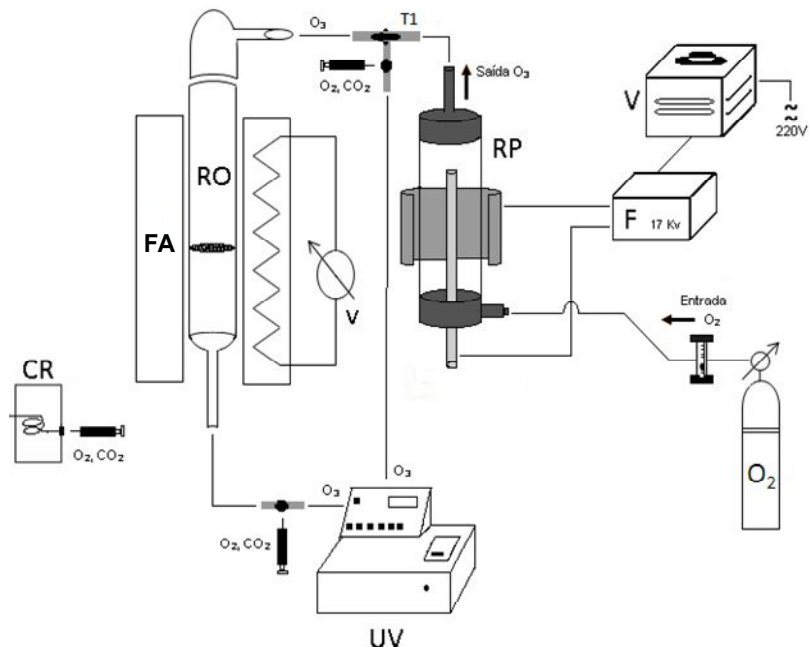 O₃
T1
O₂, CO₂
Saída O₃
RP
V
220V
RO
FA
F 17 Kv
V
Entrada
O₂
CR
O₂, CO₂
O₃
O₃
O₂, CO₂
O₂
UV